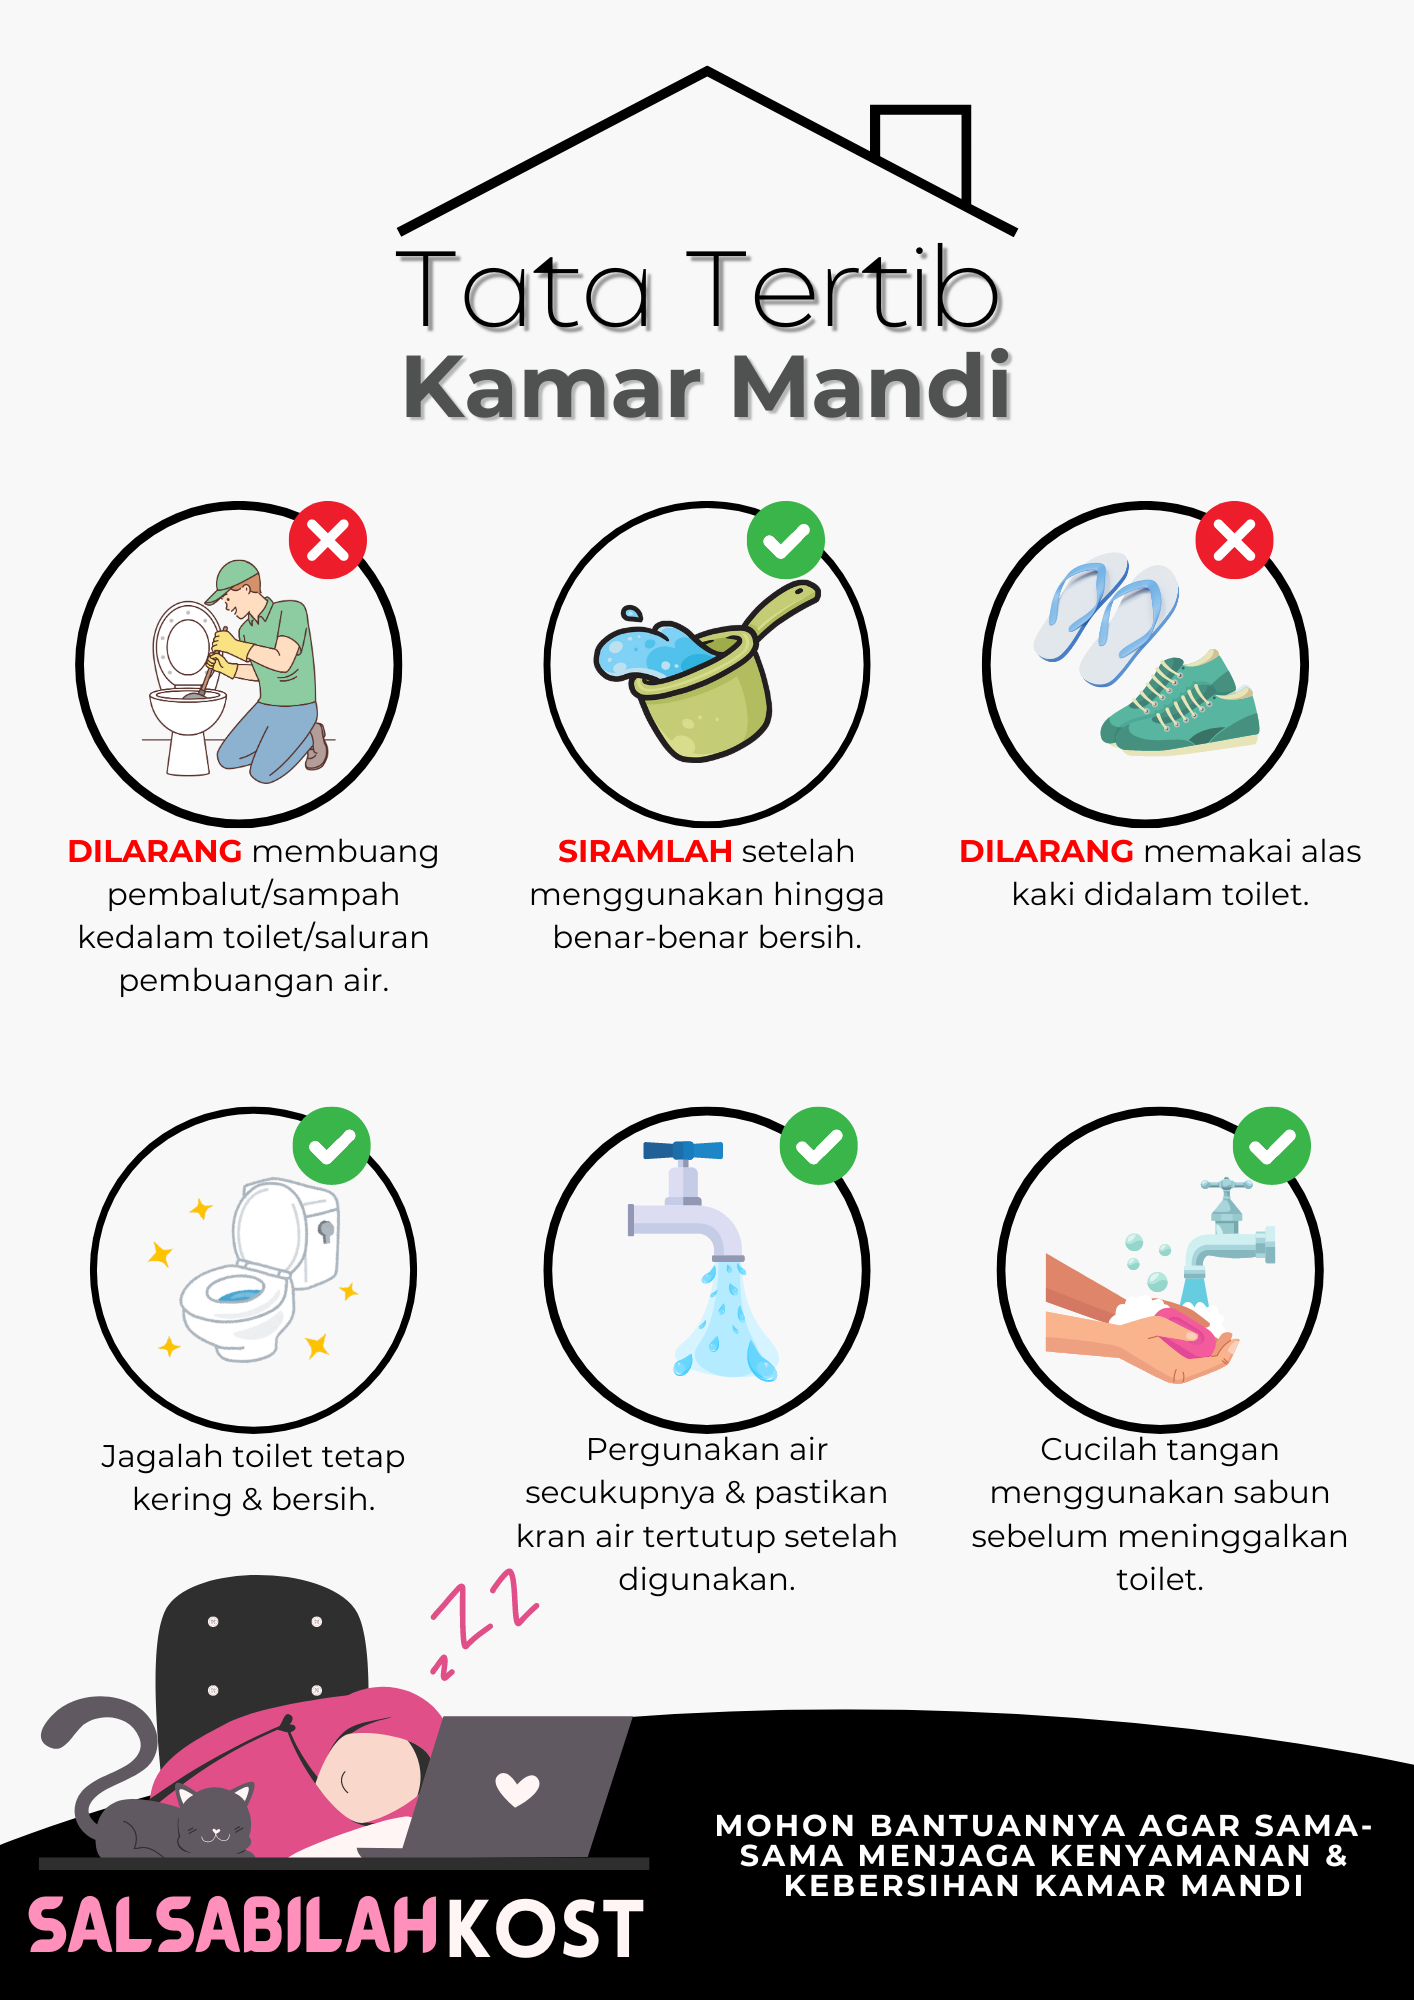 Tata Tertib
Kamar Mandi
DILARANG membuang
pembalut/sampah
kedalam toilet/saluran
pembuangan air.
SIRAMLAH setelah
menggunakan hingga
benar-benar bersih.
DILARANG memakai alas
kaki didalam toilet.
Jagalah toilet tetap
kering & bersih.
Pergunakan air
secukupnya & pastikan
kran air tertutup setelah
digunakan.
Cucilah tangan
menggunakan sabun
sebelum meninggalkan
toilet.
zZZ
MOHON BANTUANNYA AGAR SAMA-
SAMA MENJAGA KENYAMANAN &
KEBERSIHAN KAMAR MANDI
SALSABILAHKOST